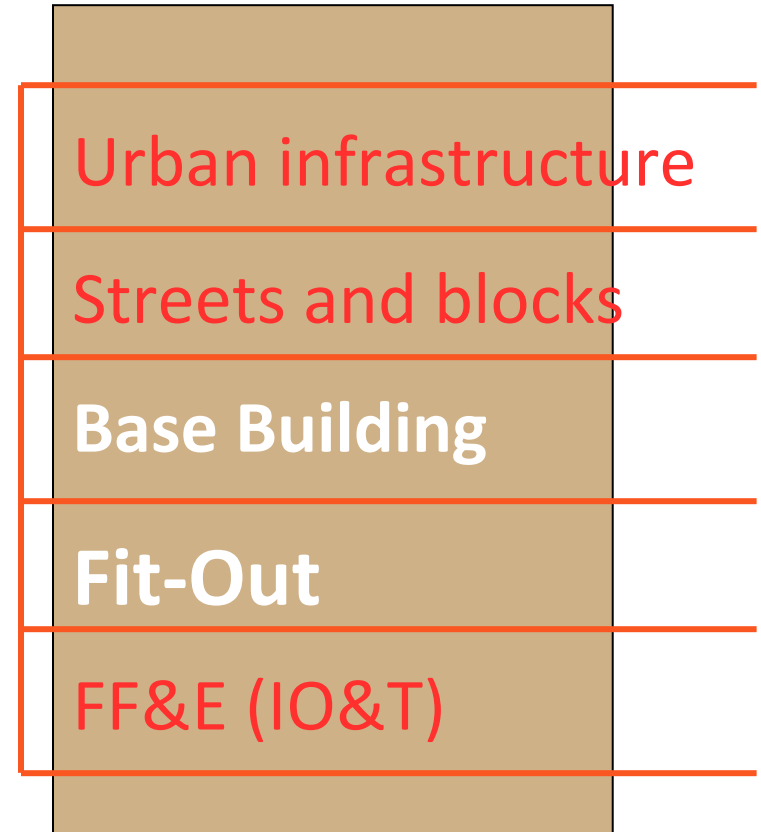 Urban infrastructure
Streets and blocks
Base Building
Fit-Out
FF&E (IO&T)